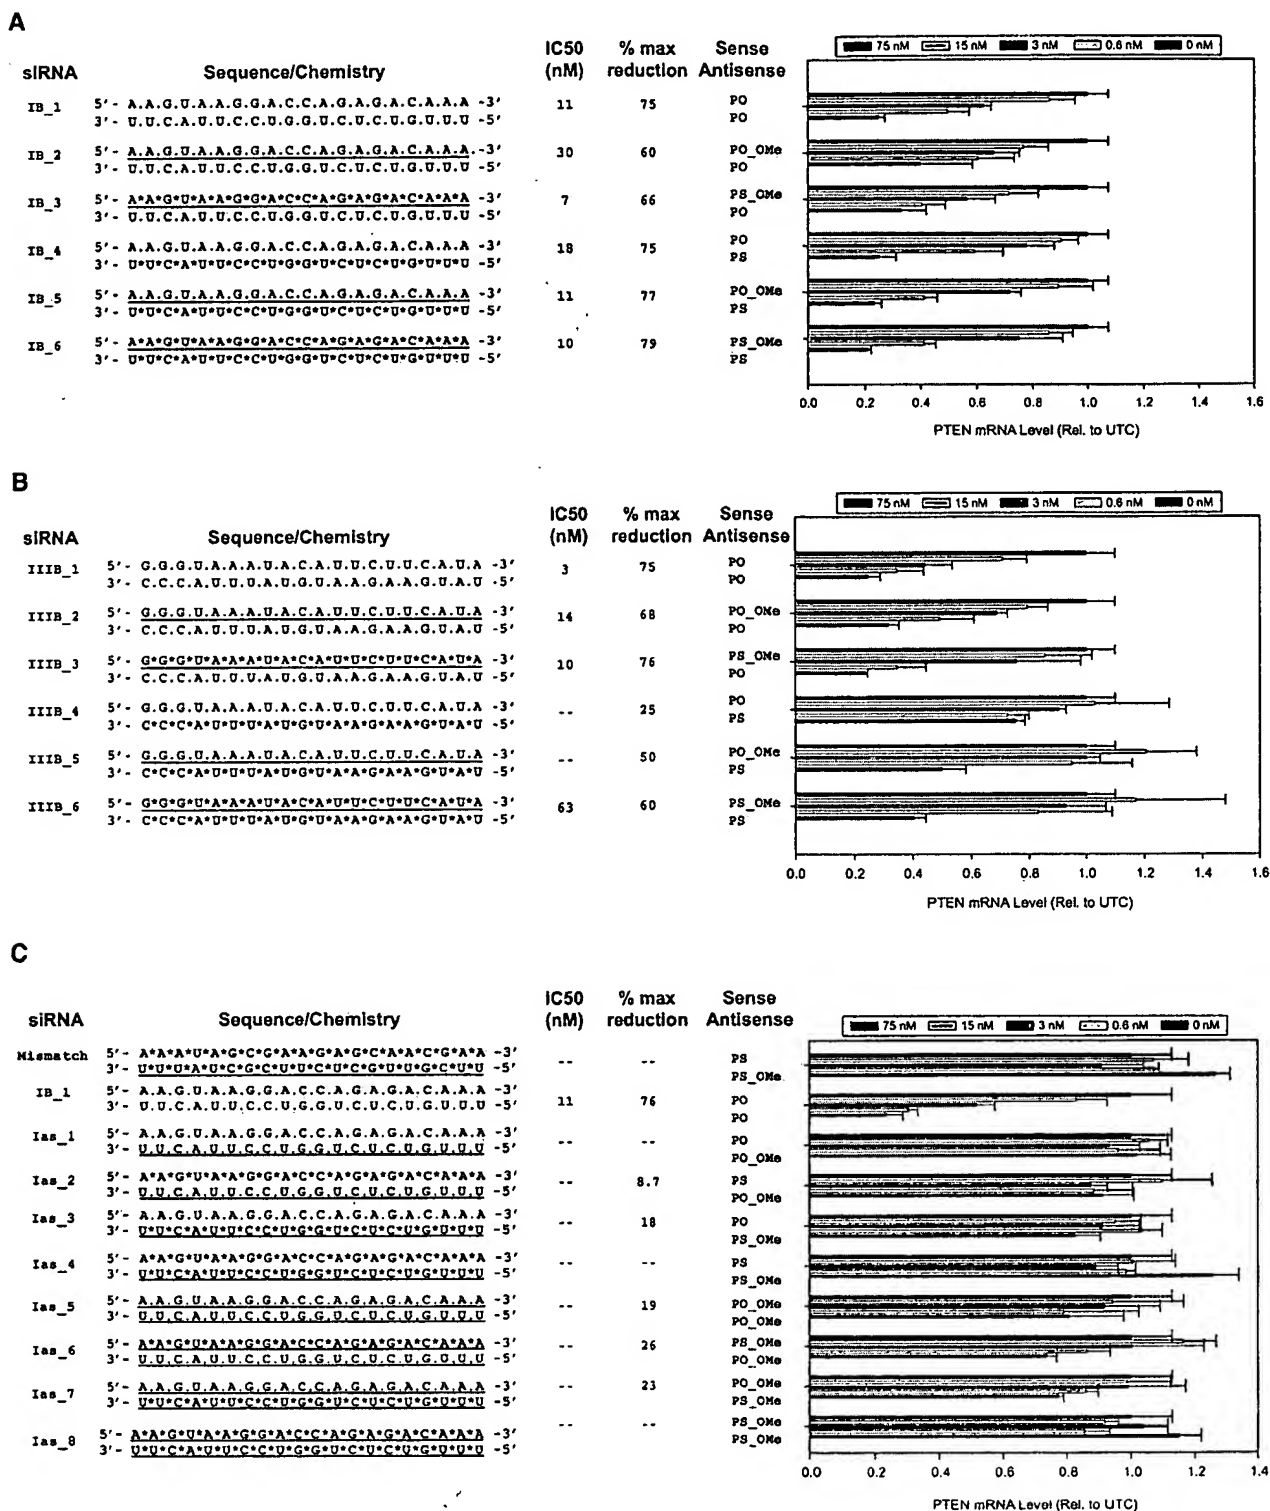 A
IC50 % max Sense
siRNA Sequence/Chemistry (nM) reduction Antisense
75 nM 15 nM 3 nM 0.6 nM 0 nM
IB_1 5'- A.A.G.U.A.A.G.G.A.C.C.A.G.A.G.A.C.A.A.A -3' 11 75 PO
3'- U.U.C.A.U.U.C.C.U.G.G.U.C.U.C.U.G.U.U.U -5' PO
IB_2 5'- A.A.G.U.A.A.G.G.A.C.C.A.G.A.G.A.C.A.A.A -3' 30 60 PO_OMe
3'- U.U.C.A.U.U.C.C.U.G.G.U.C.U.C.U.G.U.U.U -5' PO
IB_3 5'- A*A*G*U*A*A*G*G*A*C*C*A*G*A*G*A*C*A*A*A -3' 7 66 PS_OMe
3'- U.U.C.A.U.U.C.C.U.G.G.U.C.U.C.U.G.U.U.U -5' PO
IB_4 5'- A.A.G.U.A.A.G.G.A.C.C.A.G.A.G.A.C.A.A.A -3' 18 75 PO
3'- U*U*C*A*U*U*C*C*U*G*G*U*C*U*C*U*G*U*U*U -5' PS
IB_5 5'- A.A.G.U.A.A.G.G.A.C.C.A.G.A.G.A.C.A.A.A -3' 11 77 PO_OMe
3'- U*U*C*A*U*U*C*C*U*G*G*U*C*U*C*U*G*U*U*U -5' PS
IB_6 5'- A*A*G*U*A*A*G*G*A*C*C*A*G*A*G*A*C*A*A*A -3' 10 79 PS_OMe
3'- U*U*C*A*U*U*C*C*U*G*G*U*C*U*C*U*G*U*U*U -5' PS
0.0 0.2 0.4 0.6 0.8 1.0 1.2 1.4 1.6
PTEN mRNA Level (Rel. to UTC)
B
IC50 % max Sense
siRNA Sequence/Chemistry (nM) reduction Antisense
75 nM 15 nM 3 nM 0.6 nM 0 nM
IIIB_1 5'- G.G.G.U.A.A.A.U.A.C.A.U.U.C.U.U.C.A.U.A -3' 3 75 PO
3'- C.C.C.A.U.U.U.A.U.G.U.A.A.G.A.A.G.U.A.U -5' PO
IIIB_2 5'- G.G.G.U.A.A.A.U.A.C.A.U.U.C.U.U.C.A.U.A -3' 14 68 PO_OMe
3'- C.C.C.A.U.U.U.A.U.G.U.A.A.G.A.A.G.U.A.U -5' PO
IIIB_3 5'- G*G*G*U*A*A*A*U*A*C*A*U*U*C*U*U*C*A*U*A -3' 10 76 PS_OMe
3'- C.C.C.A.U.U.U.A.U.G.U.A.A.G.A.A.G.U.A.U -5' PO
IIIB_4 5'- G.G.G.U.A.A.A.U.A.C.A.U.U.C.U.U.C.A.U.A -3' -- 25 PO
3'- C*C*C*A*U*U*U*A*U*G*U*A*A*G*A*A*G*U*A*U -5' PS
IIIB_5 5'- G.G.G.U.A.A.A.U.A.C.A.U.U.C.U.U.C.A.U.A -3' -- 50 PO_OMe
3'- C*C*C*A*U*U*U*A*U*G*U*A*A*G*A*A*G*U*A*U -5' PS
IIIB_6 5'- G*G*G*U*A*A*A*U*A*C*A*U*U*C*U*U*C*A*U*A -3' 63 60 PS_OMe
3'- C*C*C*A*U*U*U*A*U*G*U*A*A*G*A*A*G*U*A*U -5' PS
0.0 0.2 0.4 0.6 0.8 1.0 1.2 1.4 1.6
PTEN mRNA Level (Rel. to UTC)
C
IC50 % max Sense
siRNA Sequence/Chemistry (nM) reduction Antisense
75 nM 15 nM 3 nM 0.6 nM 0 nM
Mismatch 5'- A*A*A*U*A*G*C*G*A*A*G*A*G*C*A*A*C*G*A*A -3' -- -- PS
3'- U*U*U*A*U*C*G*C*U*U*C*U*C*G*U*U*G*C*U*U -5' PS_OMe
IB_1 5'- A.A.G.U.A.A.G.G.A.C.C.A.G.A.G.A.C.A.A.A -3' 11 76 PO
3'- U.U.C.A.U.U.C.C.U.G.G.U.C.U.C.U.G.U.U.U -5' PO
Ias_1 5'- A.A.G.U.A.A.G.G.A.C.C.A.G.A.G.A.C.A.A.A -3' -- -- PO
3'- U.U.C.A.U.U.C.C.U.G.G.U.C.U.C.U.G.U.U.U -5' PO_OMe
Ias_2 5'- A*A*G*U*A*A*G*G*A*C*C*A*G*A*G*A*C*A*A*A -3' -- 8.7 PS
3'- U.U.C.A.U.U.C.C.U.G.G.U.C.U.C.U.G.U.U.U -5' PO_OMe
Ias_3 5'- A.A.G.U.A.A.G.G.A.C.C.A.G.A.G.A.C.A.A.A -3' -- 18 PO
3'- U*U*C*A*U*U*C*C*U*G*G*U*C*U*C*U*G*U*U*U -5' PS_OMe
Ias_4 5'- A*A*G*U*A*A*G*G*A*C*C*A*G*A*G*A*C*A*A*A -3' -- -- PS
3'- U*U*C*A*U*U*C*C*U*G*G*U*C*U*C*U*G*U*U*U -5' PS_OMe
Ias_5 5'- A.A.G.U.A.A.G.G.A.C.C.A.G.A.G.A.C.A.A.A -3' -- 19 PO_OMe
3'- U.U.C.A.U.U.C.C.U.G.G.U.C.U.C.U.G.U.U.U -5' PO_OMe
Ias_6 5'- A*A*G*U*A*A*G*G*A*C*C*A*G*A*G*A*C*A*A*A -3' -- 26 PS_OMe
3'- U.U.C.A.U.U.C.C.U.G.G.U.C.U.C.U.G.U.U.U -5' PO_OMe
Ias_7 5'- A.A.G.U.A.A.G.G.A.C.C.A.G.A.G.A.C.A.A.A -3' -- 23 PO_OMe
3'- U*U*C*A*U*U*C*C*U*G*G*U*C*U*C*U*G*U*U*U -5' PS_OMe
Ias_8 5'- A*A*G*U*A*A*G*G*A*C*C*A*G*A*G*A*C*A*A*A -3' -- -- PS_OMe
3'- U*U*C*A*U*U*C*C*U*G*G*U*C*U*C*U*G*U*U*U -5' PS_OMe
0.0 0.2 0.4 0.6 0.8 1.0 1.2 1.4
PTEN mRNA Level (Rel. to UTC)